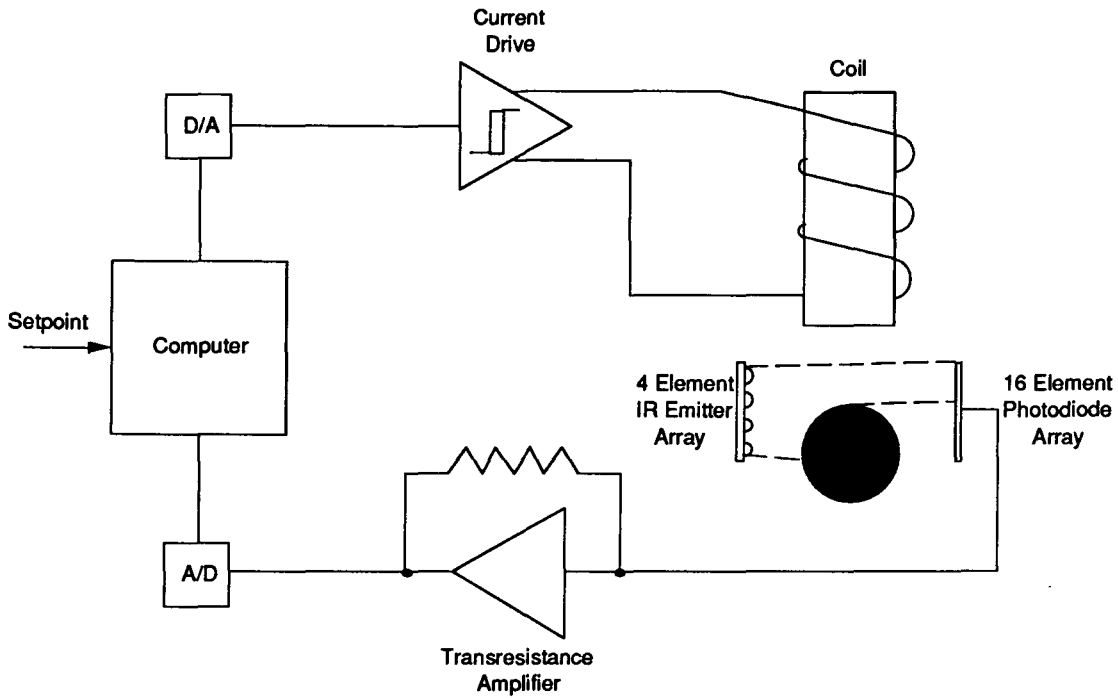 Current
Drive
Coil
D/A
Setpoint
Computer
4 Element
IR Emitter
Array
16 Element
Photodiode
Array
A/D
Transresistance
Amplifier